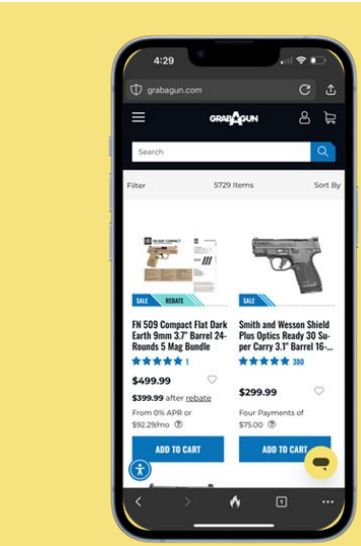 4:29
grabagun.com
GRABAGUN
Search
Filter 5729 Items Sort By
SALE REBATE
SALE
FN 509 Compact Flat Dark
Earth 9mm 3.7" Barrel 24-
Rounds 5 Mag Bundle
1
$499.99
$399.99 after rebate
From 0% APR or
$92.29/mo
ADD TO CART
Smith and Wesson Shield
Plus Optics Ready 30 Su-
per Carry 3.1" Barrel 16-...
380
$299.99
Four Payments of
$75.00
ADD TO CART
1